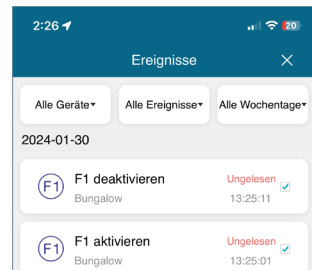 2:26 20
Ereignisse
Alle Geräte Alle Ereignisse Alle Wochentage
2024-01-30
F1 F1 deaktivieren Ungelesen
Bungalow 13:25:11
F1 F1 aktivieren Ungelesen
Bungalow 13:25:01